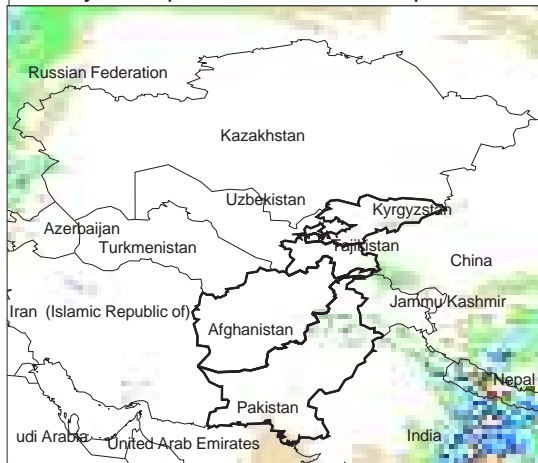 Russian Federation
Kazakhstan
Uzbekistan
Kyrgyzstan
Azerbaijan
Turkmenistan
Tajikistan
China
Iran (Islamic Republic of)
Jammu Kashmir
Afghanistan
Nepal
Pakistan
udi Arabia
United Arab Emirates
India